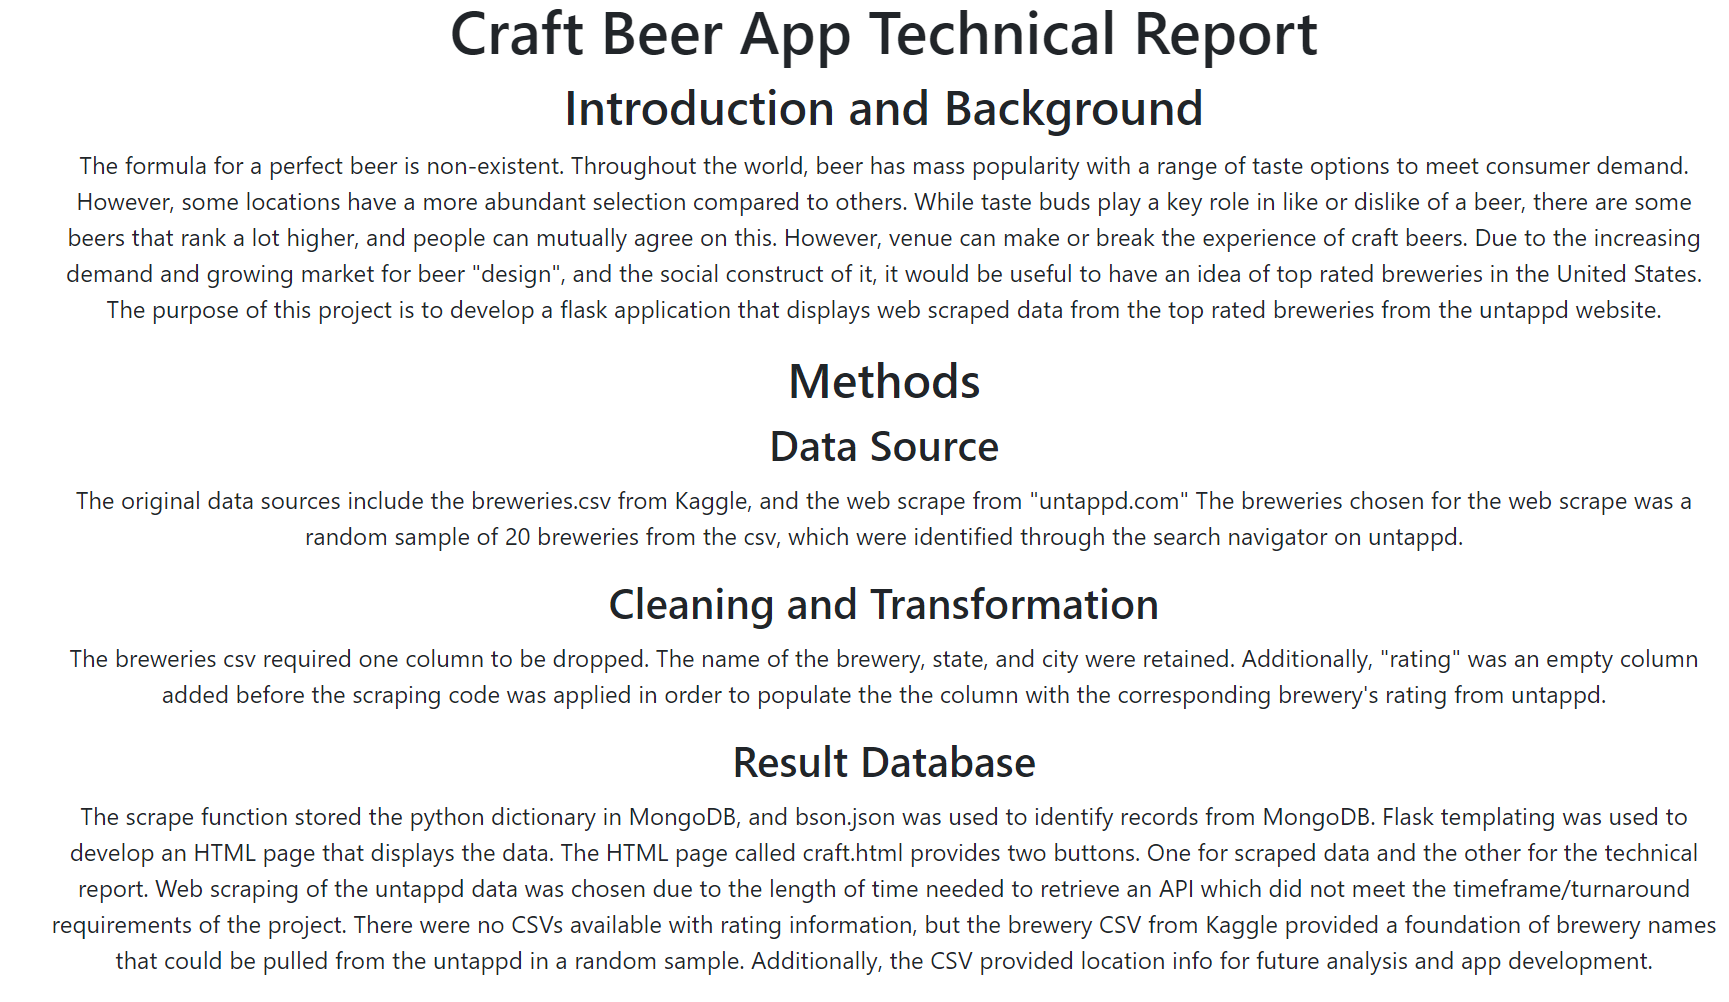 Craft Beer App Technical Report
Introduction and Background
The formula for a perfect beer is non-existent. Throughout the world, beer has mass popularity with a range of taste options to meet consumer demand.
However, some locations have a more abundant selection compared to others. While taste buds play a key role in like or dislike of a beer, there are some
beers that rank a lot higher, and people can mutually agree on this. However, venue can make or break the experience of craft beers. Due to the increasing
demand and growing market for beer "design", and the social construct of it, it would be useful to have an idea of top rated breweries in the United States.
The purpose of this project is to develop a flask application that displays web scraped data from the top rated breweries from the untappd website.
Methods
Data Source
The original data sources include the breweries.csv from Kaggle, and the web scrape from "untappd.com" The breweries chosen for the web scrape was a
random sample of 20 breweries from the csv, which were identified through the search navigator on untappd.
Cleaning and Transformation
The breweries csv required one column to be dropped. The name of the brewery, state, and city were retained. Additionally, "rating" was an empty column
added before the scraping code was applied in order to populate the the column with the corresponding brewery's rating from untappd.
Result Database
The scrape function stored the python dictionary in MongoDB, and bson.json was used to identify records from MongoDB. Flask templating was used to
develop an HTML page that displays the data. The HTML page called craft.html provides two buttons. One for scraped data and the other for the technical
report. Web scraping of the untappd data was chosen due to the length of time needed to retrieve an API which did not meet the timeframe/turnaround
requirements of the project. There were no CSVs available with rating information, but the brewery CSV from Kaggle provided a foundation of brewery names
that could be pulled from the untappd in a random sample. Additionally, the CSV provided location info for future analysis and app development.